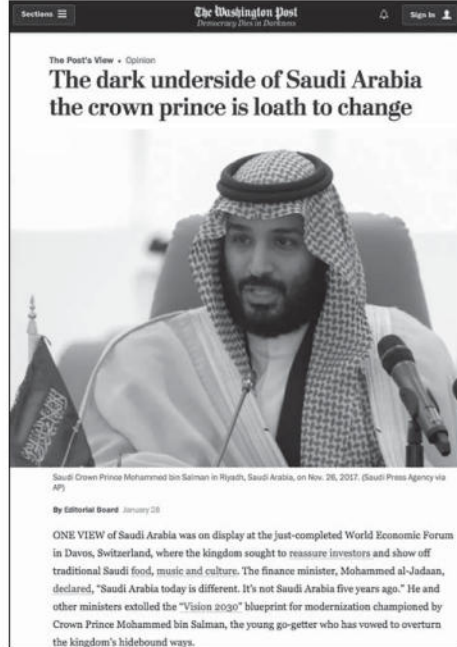 Sections
The Washington Post
Democracy Dies in Darkness
Sign In
The Post's View • Opinion
The dark underside of Saudi Arabia
the crown prince is loath to change
Saudi Crown Prince Mohammed bin Salman in Riyadh, Saudi Arabia, on Nov. 26, 2017. (Saudi Press Agency via
AP)
By Editorial Board January 28
ONE VIEW of Saudi Arabia was on display at the just-completed World Economic Forum
in Davos, Switzerland, where the kingdom sought to reassure investors and show off
traditional Saudi food, music and culture. The finance minister, Mohammed al-Jadaan,
declared, “Saudi Arabia today is different. It’s not Saudi Arabia five years ago.” He and
other ministers extolled the “Vision 2030” blueprint for modernization championed by
Crown Prince Mohammed bin Salman, the young go-getter who has vowed to overturn
the kingdom’s hidebound ways.